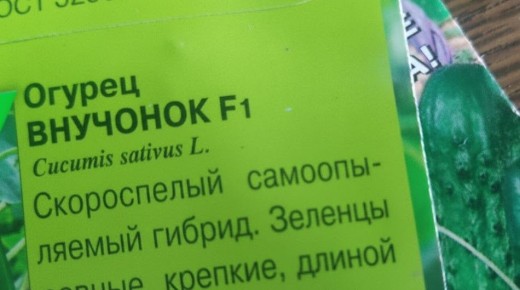 Огурец
ВНУЧОНОК F1
Cucumis sativus L.
Скороспелый самоопы-
ляемый гибрид. Зеленцы
крепкие, длиной